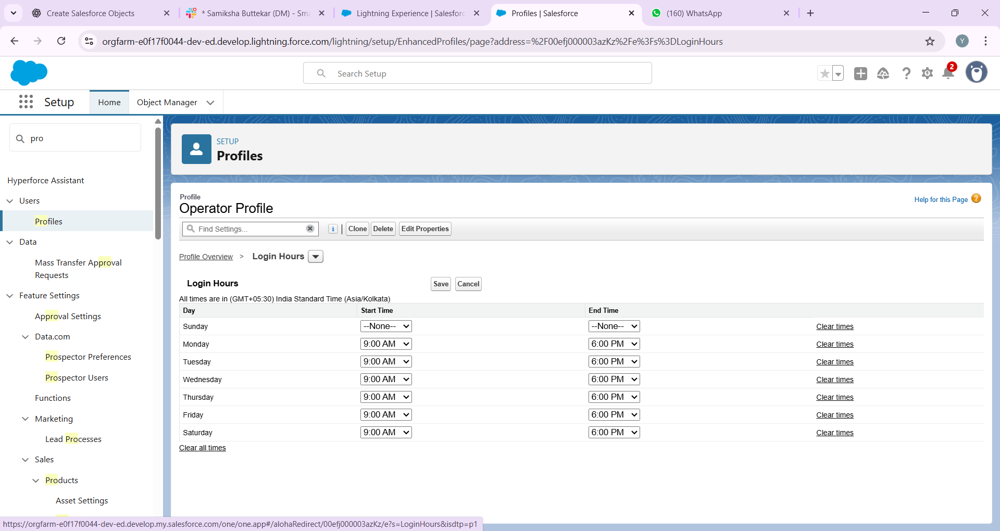 Create Salesforce Objects
* Samiksha Buttekar (DM) - Sma
Lightning Experience | Salesforc
Profiles | Salesforce
(160) WhatsApp
orgfarm-e0f17f0044-dev-ed.develop.lightning.force.com/lightning/setup/EnhancedProfiles/page?address=%2F00efj000003azKz%2Fe%3Fs%3DLoginHours
Y
Search Setup
2
Setup
Home
Object Manager
pro
Hyperforce Assistant
Users
Profiles
Data
Mass Transfer Approval
Requests
Feature Settings
Approval Settings
Data.com
Prospector Preferences
Prospector Users
Functions
Marketing
Lead Processes
Sales
Products
Asset Settings
SETUP
Profiles
Profile
Operator Profile
Help for this Page ?
Find Settings... i | Clone Delete Edit Properties
Profile Overview > Login Hours
Login Hours Save Cancel
All times are in (GMT+05:30) India Standard Time (Asia/Kolkata)
Day Start Time End Time
Sunday --None-- --None-- Clear times
Monday 9:00 AM 6:00 PM Clear times
Tuesday 9:00 AM 6:00 PM Clear times
Wednesday 9:00 AM 6:00 PM Clear times
Thursday 9:00 AM 6:00 PM Clear times
Friday 9:00 AM 6:00 PM Clear times
Saturday 9:00 AM 6:00 PM Clear times
Clear all times
https://orgfarm-e0f17f0044-dev-ed.develop.my.salesforce.com/one/one.app#/alohaRedirect/00efj000003azKz/e?s=LoginHours&isdtp=p1